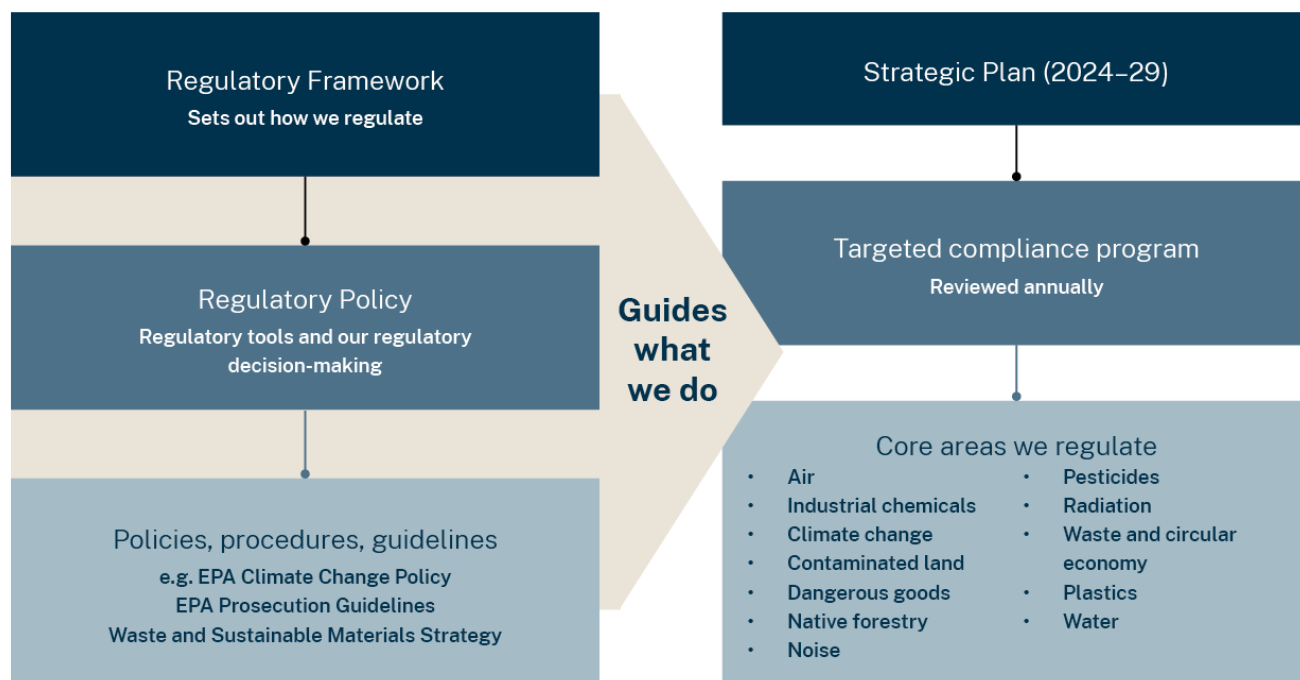 Regulatory Framework
Sets out how we regulate
Regulatory Policy
Regulatory tools and our regulatory
decision-making
Policies, procedures, guidelines
e.g. EPA Climate Change Policy
EPA Prosecution Guidelines
Waste and Sustainable Materials Strategy
Guides
what
we do
Strategic Plan (2024–29)
Targeted compliance program
Reviewed annually
Core areas we regulate
• Air
• Industrial chemicals
• Climate change
• Contaminated land
• Dangerous goods
• Native forestry
• Noise
• Pesticides
• Radiation
• Waste and circular
economy
• Plastics
• Water